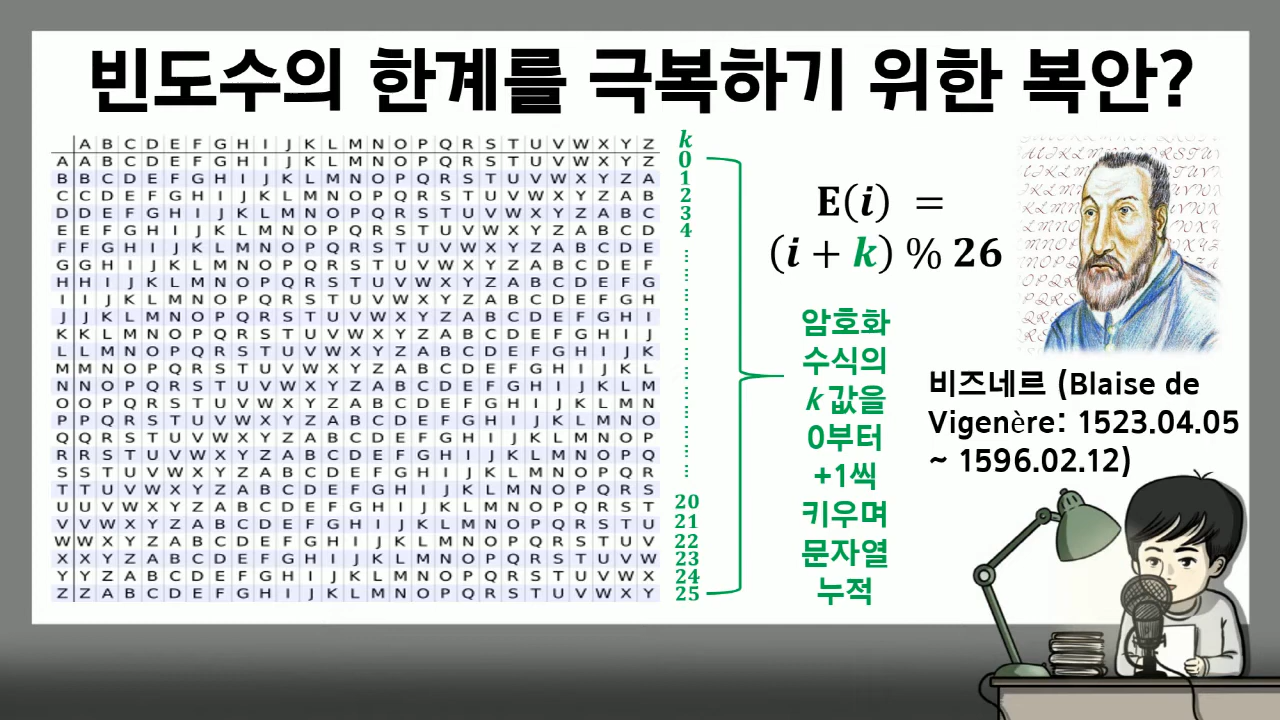 빈도수의 한계를 극복하기 위한 복안?
A B C D E F G H I J K L M N O P Q R S T U V W X Y Z
A A B C D E F G H I J K L M N O P Q R S T U V W X Y Z
B B C D E F G H I J K L M N O P Q R S T U V W X Y Z A
C C D E F G H I J K L M N O P Q R S T U V W X Y Z A B
D D E F G H I J K L M N O P Q R S T U V W X Y Z A B C
E E F G H I J K L M N O P Q R S T U V W X Y Z A B C D
F F G H I J K L M N O P Q R S T U V W X Y Z A B C D E
G G H I J K L M N O P Q R S T U V W X Y Z A B C D E F
H H I J K L M N O P Q R S T U V W X Y Z A B C D E F G
I I J K L M N O P Q R S T U V W X Y Z A B C D E F G H
J J K L M N O P Q R S T U V W X Y Z A B C D E F G H I
K K L M N O P Q R S T U V W X Y Z A B C D E F G H I J
L L M N O P Q R S T U V W X Y Z A B C D E F G H I J K
M M N O P Q R S T U V W X Y Z A B C D E F G H I J K L
N N O P Q R S T U V W X Y Z A B C D E F G H I J K L M
O O P Q R S T U V W X Y Z A B C D E F G H I J K L M N
P P Q R S T U V W X Y Z A B C D E F G H I J K L M N O
Q Q R S T U V W X Y Z A B C D E F G H I J K L M N O P
R R S T U V W X Y Z A B C D E F G H I J K L M N O P Q
S S T U V W X Y Z A B C D E F G H I J K L M N O P Q R
T T U V W X Y Z A B C D E F G H I J K L M N O P Q R S
U U V W X Y Z A B C D E F G H I J K L M N O P Q R S T
V V W X Y Z A B C D E F G H I J K L M N O P Q R S T U
W W X Y Z A B C D E F G H I J K L M N O P Q R S T U V
X X Y Z A B C D E F G H I J K L M N O P Q R S T U V W
Y Y Z A B C D E F G H I J K L M N O P Q R S T U V W X
Z Z A B C D E F G H I J K L M N O P Q R S T U V W X Y
k
0
1
2
3
4
20
21
22
23
24
25
E(i) =
(i + k) % 26
암호화
수식의
k 값을
0부터
+1씩
키우며
문자열
누적
비즈네르 (Blaise de
Vigenère: 1523.04.05
~ 1596.02.12)